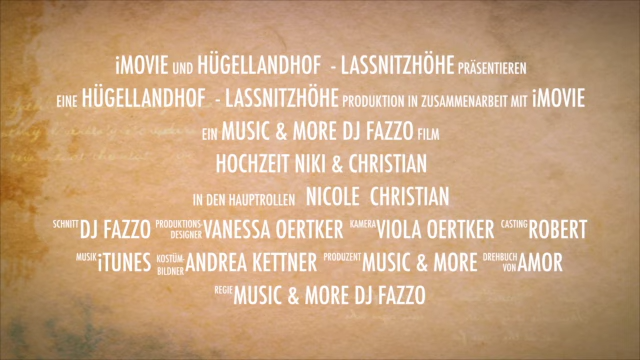 iMOVIE UND HÜGELLANDHOF - LASSNITZHÖHE PRÄSENTIEREN
EINE HÜGELLANDHOF - LASSNITZHÖHE PRODUKTION IN ZUSAMMENARBEIT MIT iMOVIE
EIN MUSIC & MORE DJ FAZZO FILM
HOCHZEIT NIKI & CHRISTIAN
IN DEN HAUPTROLLEN NICOLE CHRISTIAN
SCHNITT DJ FAZZO PRODUKTIONS-DESIGNER VANESSA OERTKER KAMERA VIOLA OERTKER CASTING ROBERT
MUSIK iTUNES KOSTÜM-BILDNER ANDREA KETTNER PRODUZENT MUSIC & MORE DREHBUCH VON AMOR
REGIE MUSIC & MORE DJ FAZZO